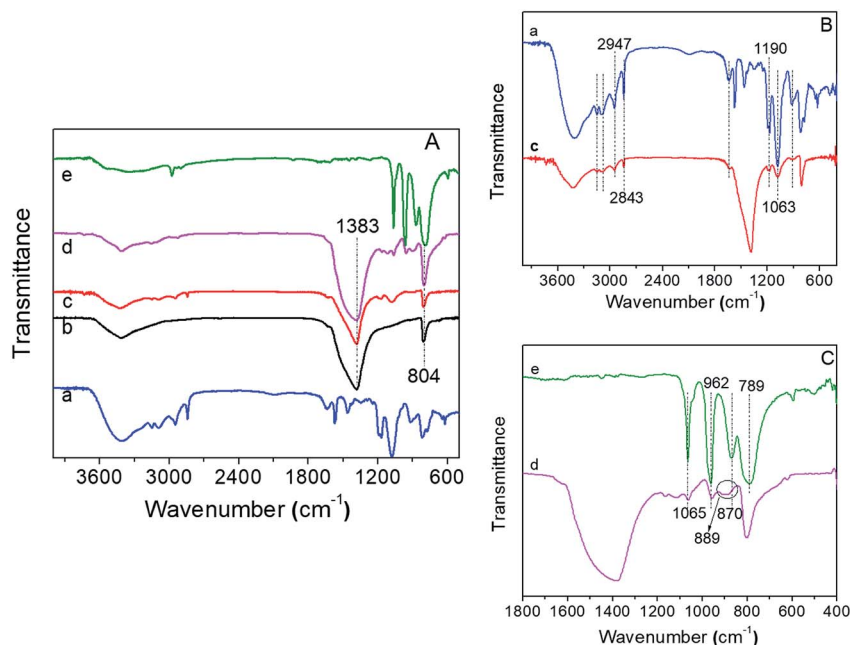 A
e
d
1383
c
b
804
a
Transmittance
3600 3000 2400 1800 1200 600
Wavenumber (cm⁻¹)
B
a
2947
1190
c
2843
1063
Transmittance
3600 3000 2400 1800 1200 600
Wavenumber (cm⁻¹)
C
e
962 789
d
1065 870
889
Transmittance
1800 1600 1400 1200 1000 800 600 400
Wavenumber (cm⁻¹)